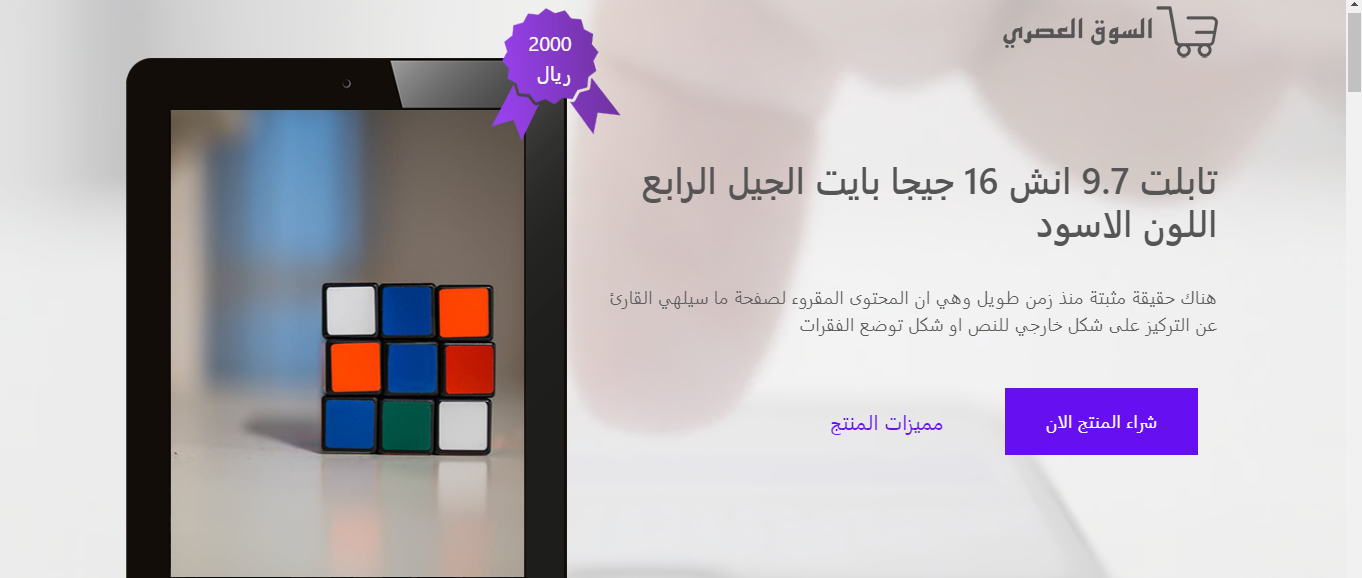 السوق العصري
2000
ريال
تابلت 9.7 انش 16 جيجا بايت الجيل الرابع
اللون الاسود
هناك حقيقة مثبتة منذ زمن طويل وهي ان المحتوى المقروء لصفحة ما سيلهي القارئ
عن التركيز على شكل خارجي للنص او شكل توضع الفقرات
شراء المنتج الان
مميزات المنتج